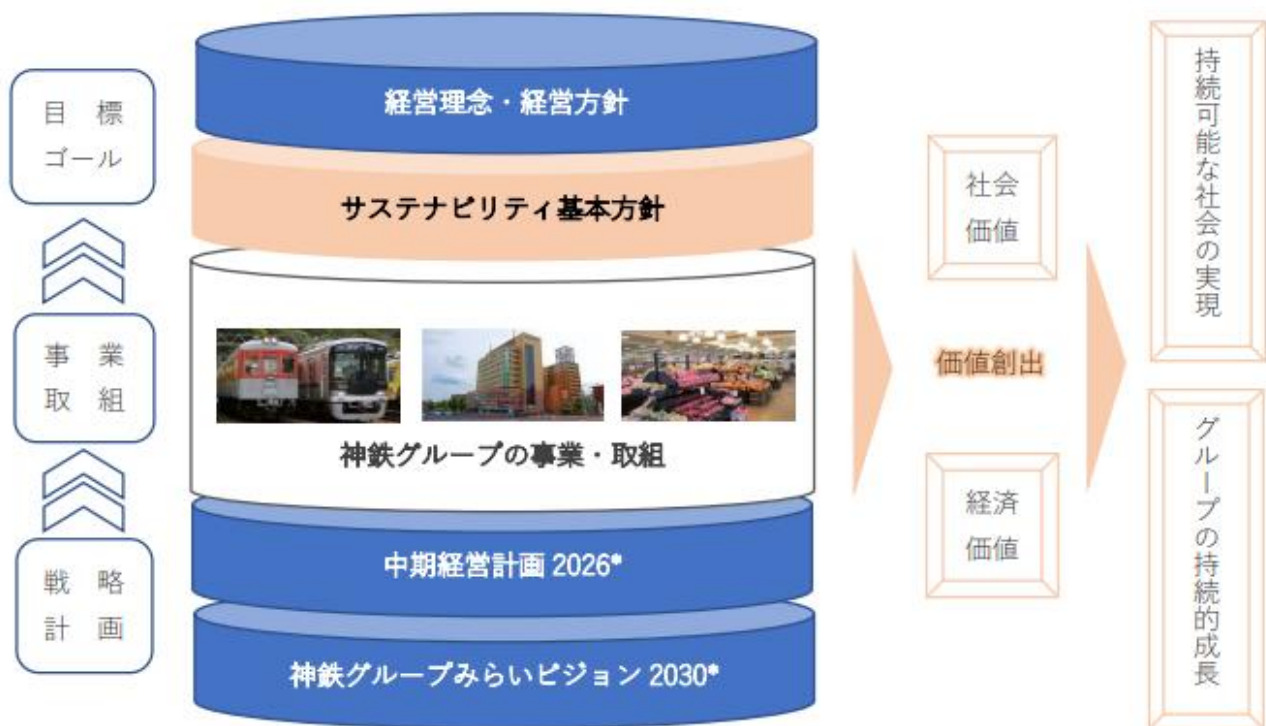 目 標
ゴール
事 業
取 組
戦 略
計 画
経営理念・経営方針
サステナビリティ基本方針
神鉄グループの事業・取組
中期経営計画 2026*
神鉄グループみらいビジョン 2030*
社会
価値
価値創出
経済
価値
持続可能な社会の実現
グループの持続的成長